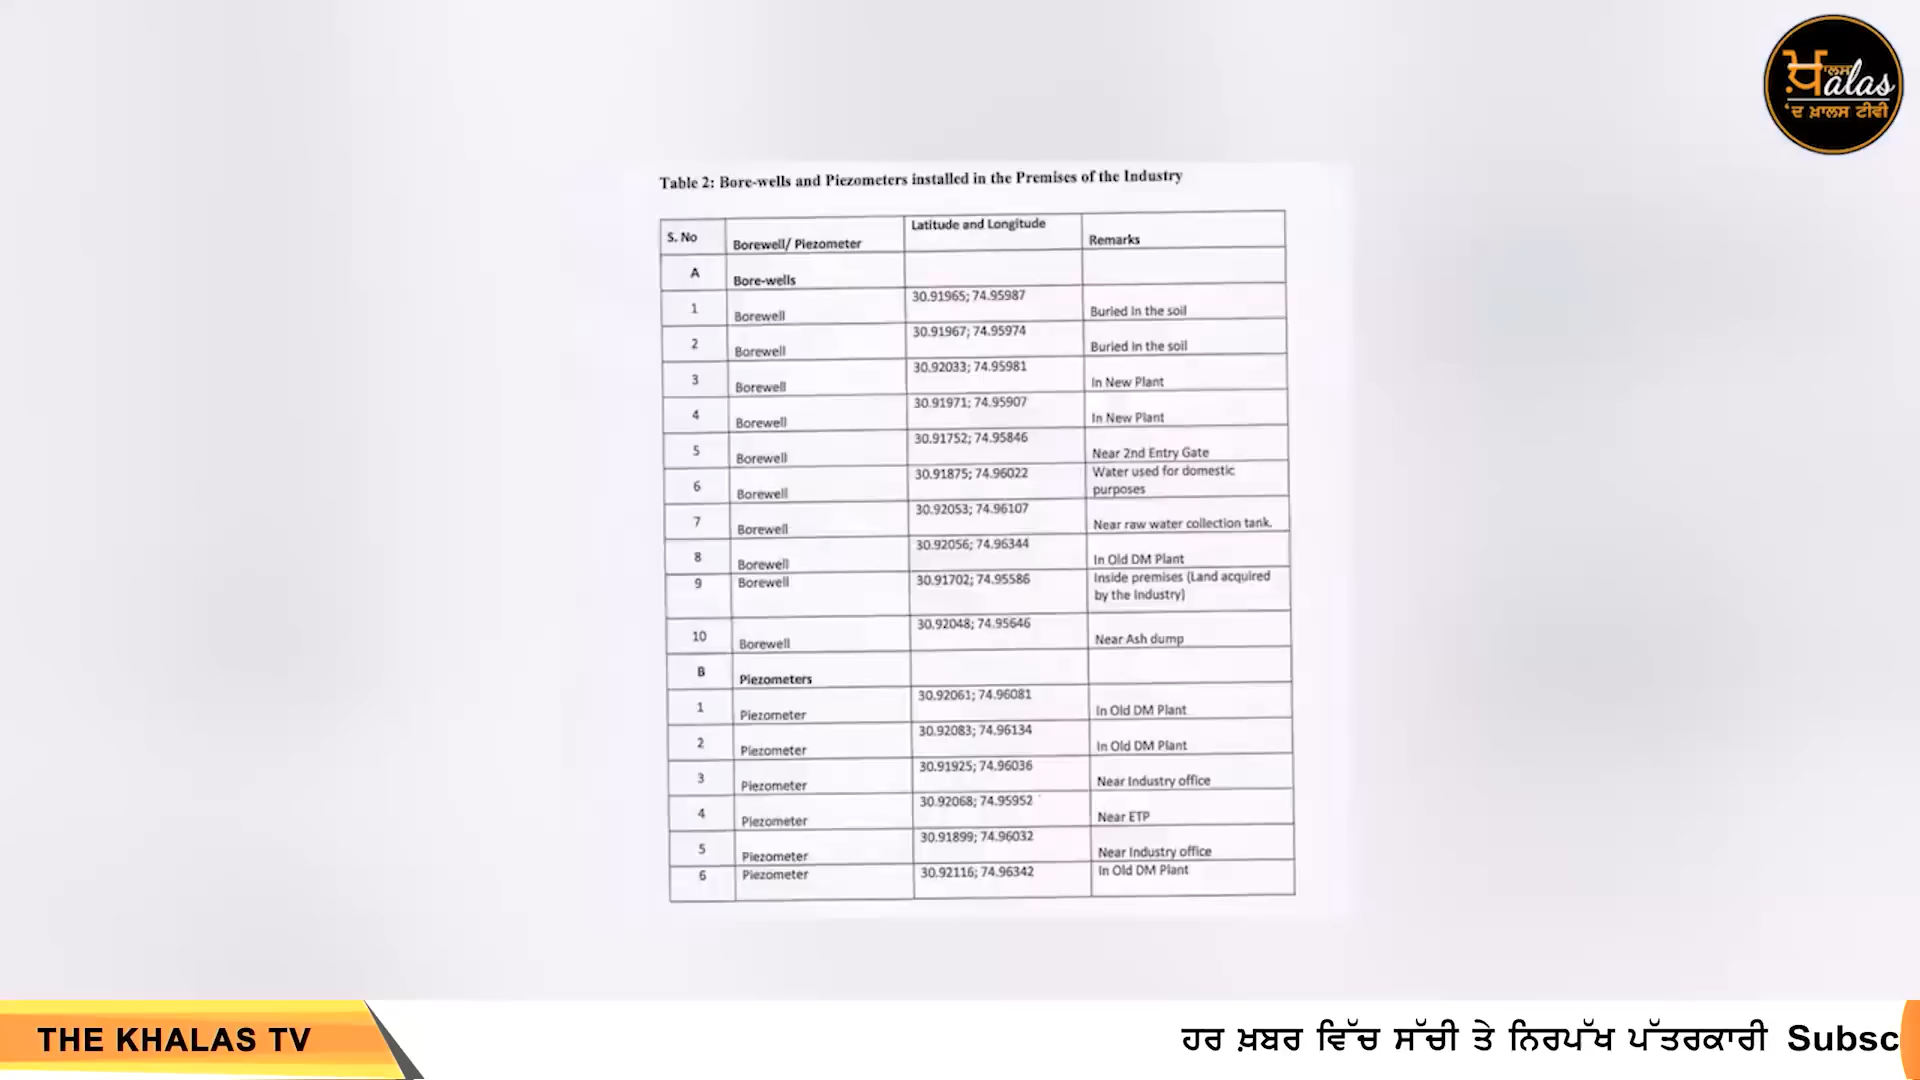 ਖ਼ਾਲਸ
alas
'ਦ ਖ਼ਾਲਸ ਟੀਵੀ
Table 2: Bore-wells and Piezometers installed in the Premises of the Industry
S. No Borewell/ Piezometer Latitude and Longitude Remarks
A Bore-wells
1 Borewell 30.91965; 74.95987 Buried in the soil
2 Borewell 30.91967; 74.95974 Buried in the soil
3 Borewell 30.92033; 74.95981 In New Plant
4 Borewell 30.91971; 74.95907 In New Plant
5 Borewell 30.91752; 74.95846 Near 2nd Entry Gate
6 Borewell 30.91875; 74.96022 Water used for domestic
purposes
7 Borewell 30.92053; 74.96107 Near raw water collection tank.
8 Borewell 30.92056; 74.96344 In Old DM Plant
9 Borewell 30.91702; 74.95586 Inside premises (Land acquired
by the Industry)
10 Borewell 30.92048; 74.95646 Near Ash dump
B Piezometers
1 Piezometer 30.92061; 74.96081 In Old DM Plant
2 Piezometer 30.92083; 74.96134 In Old DM Plant
3 Piezometer 30.91925; 74.96036 Near Industry office
4 Piezometer 30.92068; 74.95952 Near ETP
5 Piezometer 30.91899; 74.96032 Near Industry office
6 Piezometer 30.92116; 74.96342 In Old DM Plant
THE KHALAS TV
ਹਰ ਖ਼ਬਰ ਵਿੱਚ ਸੱਚੀ ਤੇ ਨਿਰਪੱਖ ਪੱਤਰਕਾਰੀ Subsc